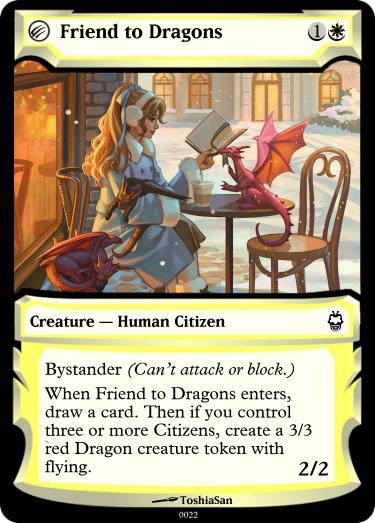 Friend to Dragons 1
Creature — Human Citizen
Bystander (Can't attack or block.)
When Friend to Dragons enters,
draw a card. Then if you control
three or more Citizens, create a 3/3
red Dragon creature token with
flying.
2/2
ToshiaSan
0022